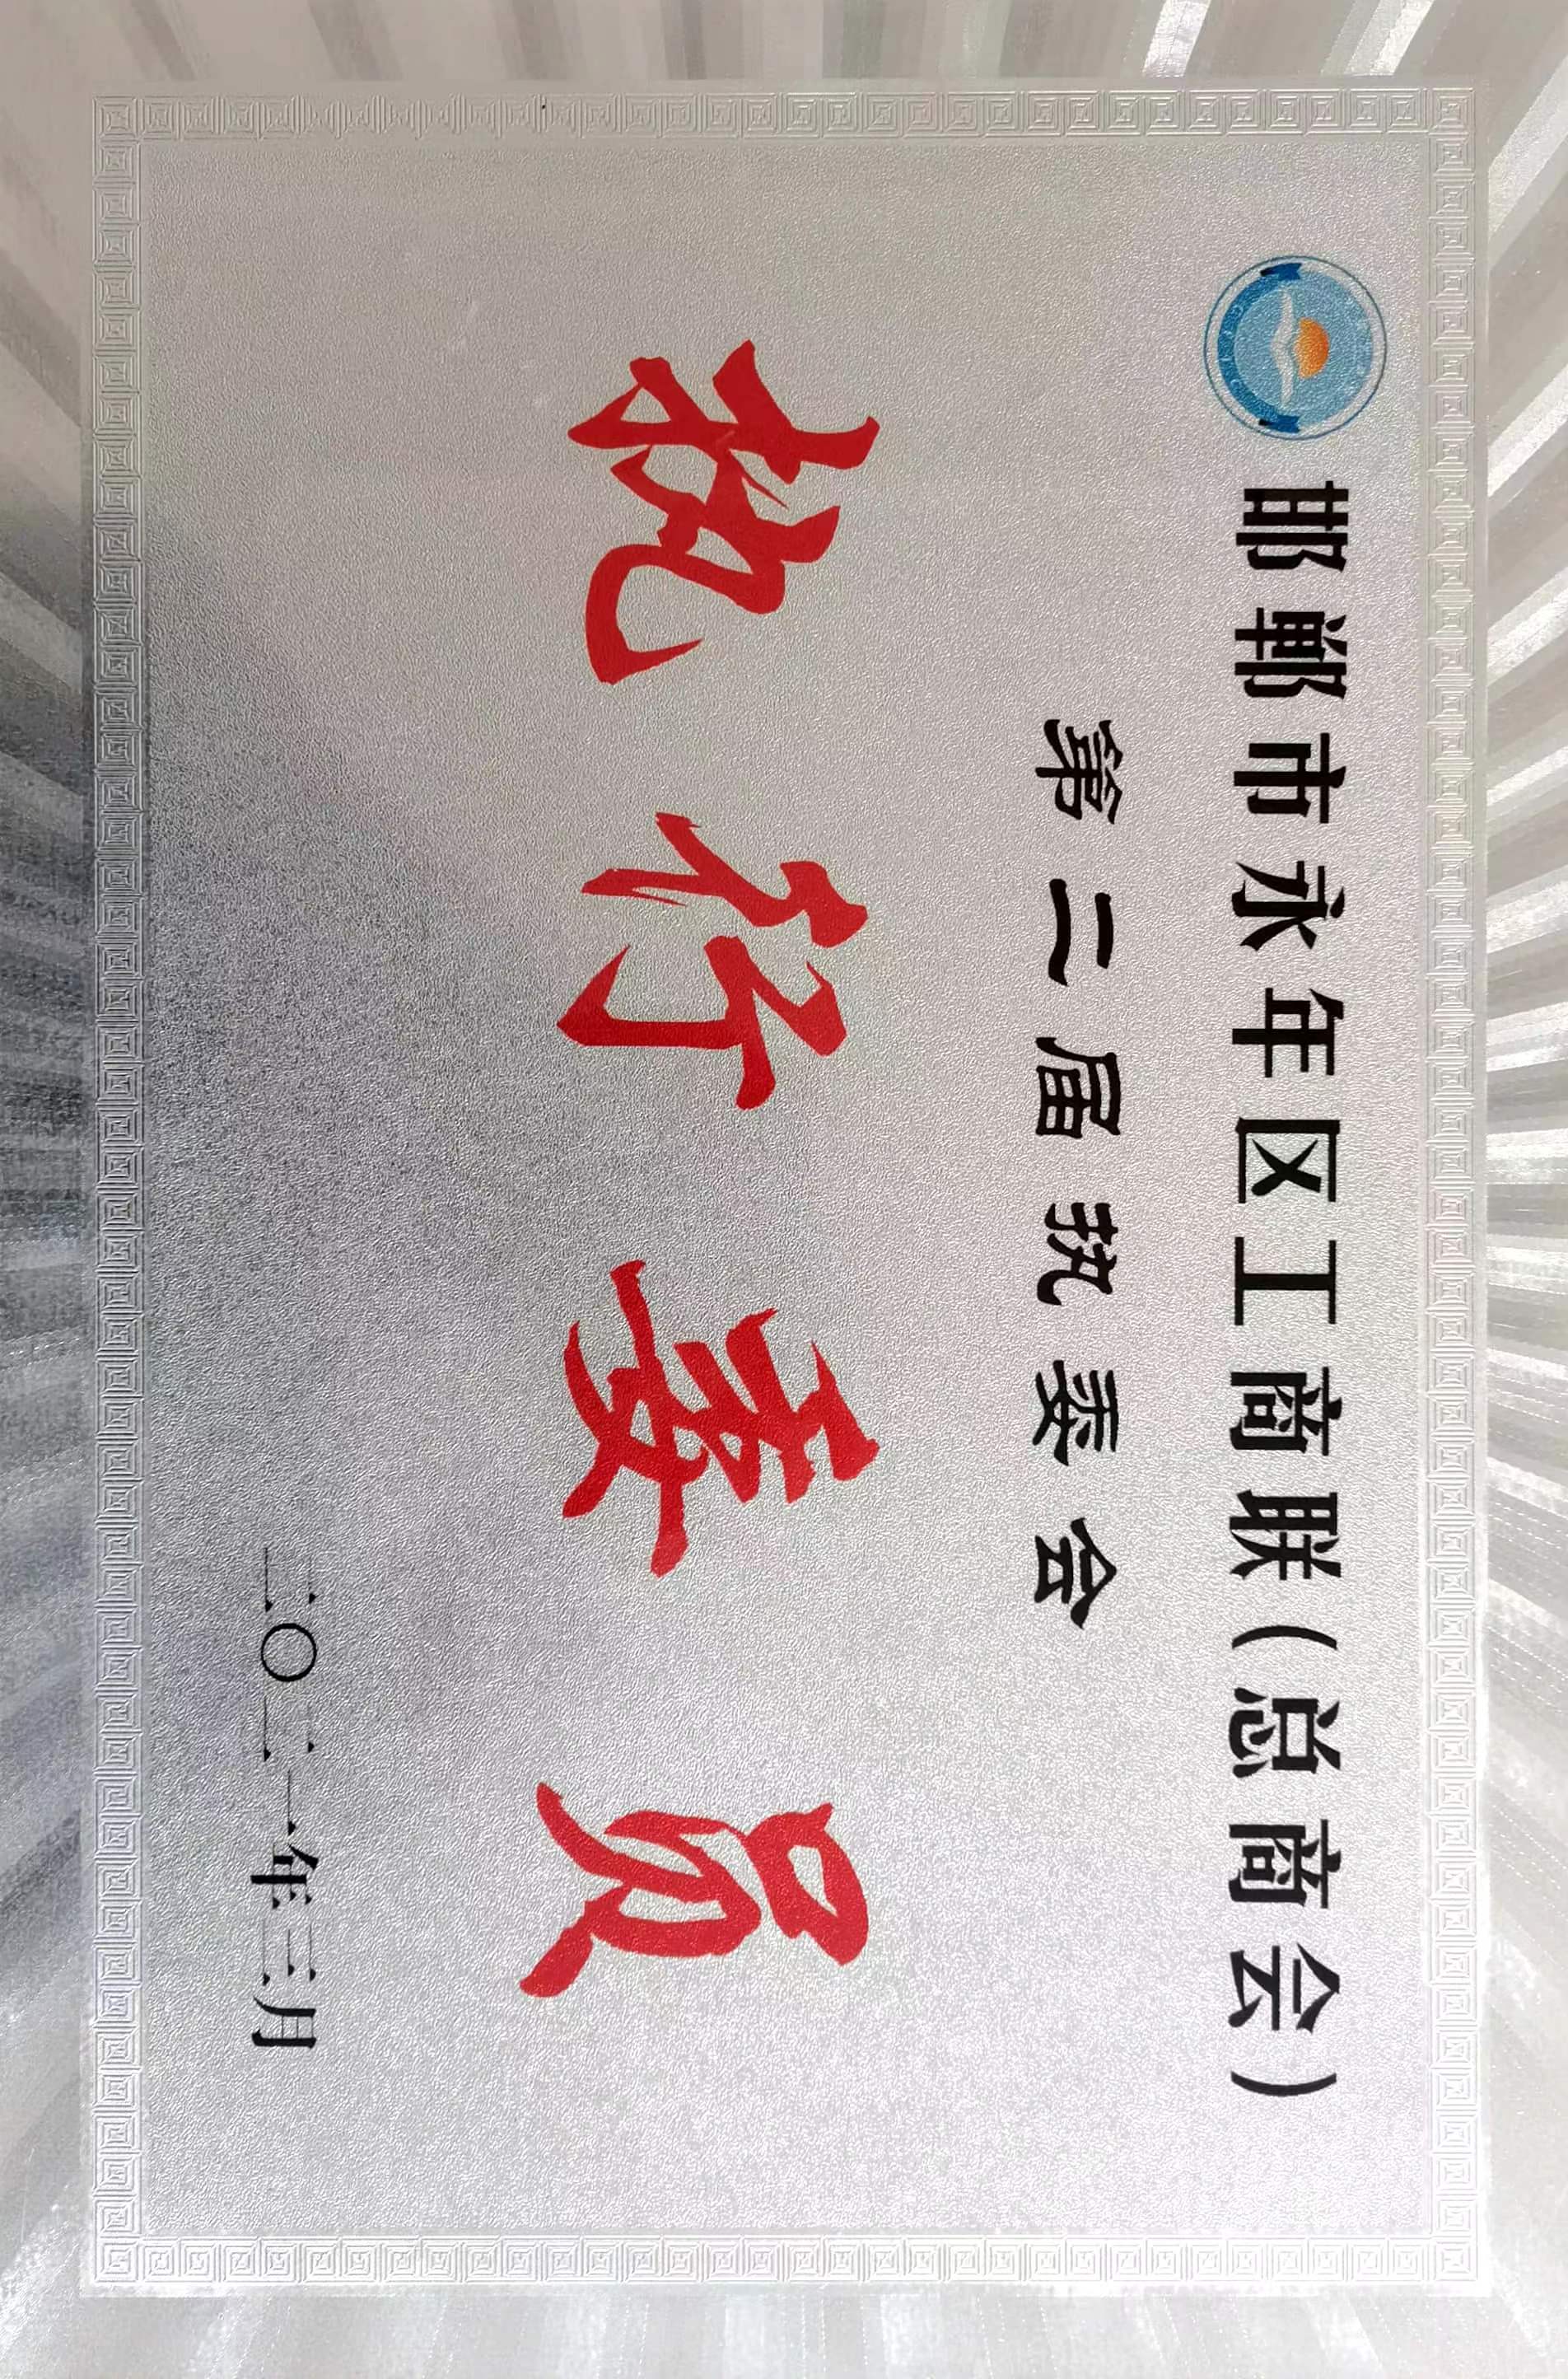 邯郸市永年区工商联(总商会)
第二届执委会
执行委员
二〇二一年三月